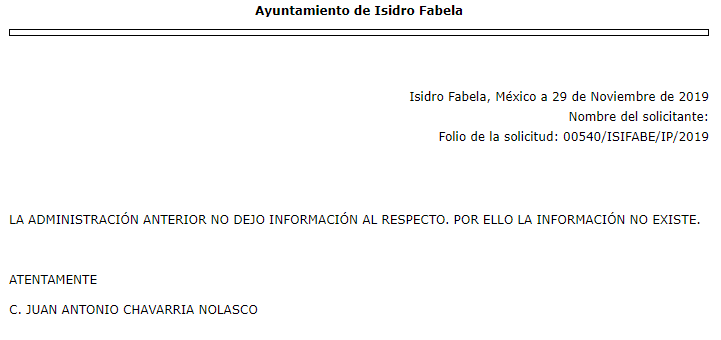 Ayuntamiento de Isidro Fabela
Isidro Fabela, México a 29 de Noviembre de 2019
Nombre del solicitante:
Folio de la solicitud: 00540/ISIFABE/IP/2019
LA ADMINISTRACIÓN ANTERIOR NO DEJO INFORMACIÓN AL RESPECTO. POR ELLO LA INFORMACIÓN NO EXISTE.
ATENTAMENTE
C. JUAN ANTONIO CHAVARRIA NOLASCO